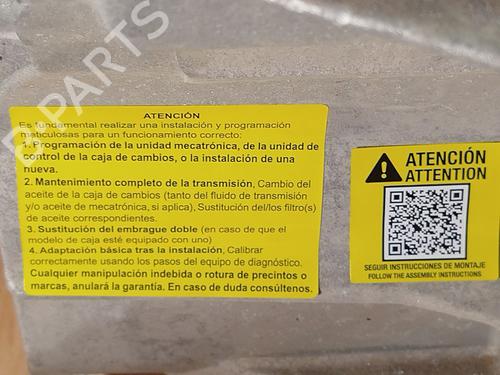 B-PARTS
ATENCIÓN
Es fundamental realizar una instalación y programación
meticulosas para un funcionamiento correcto:
1. Programación de la unidad mecatrónica, de la unidad de
control de la caja de cambios, o la instalación de una
nueva.
2. Mantenimiento completo de la transmisión, Cambio del
aceite de la caja de cambios (tanto del fluido de transmisión
y/o aceite de mecatrónica, si aplica), Sustitución del/los filtro(s)
de aceite correspondientes.
3. Sustitución del embrague doble (en caso de que el
modelo de caja esté equipado con uno)
4. Adaptación básica tras la instalación, Calibrar
correctamente usando los pasos del equipo de diagnóstico.
Cualquier manipulación indebida o rotura de precintos o
marcas, anulará la garantía. En caso de duda consúltenos.
ATENCIÓN
ATTENTION
SEGUIR INSTRUCCIONES DE MONTAJE
FOLLOW THE ASSEMBLY INSTRUCTIONS